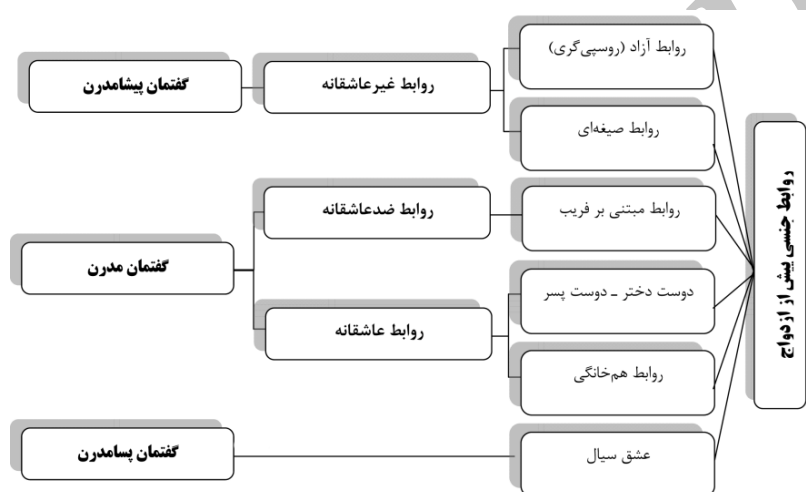 روابط جنسی پیش از ازدواج
روابط آزاد (روسپی‌گری)
روابط غیرعاشقانه
گفتمان پیشامدرن
روابط صیغه‌ای
روابط مبتنی بر فریب
روابط ضدعاشقانه
گفتمان مدرن
دوست دختر ـ دوست پسر
روابط عاشقانه
روابط هم‌خانگی
عشق سیال
گفتمان پسامدرن